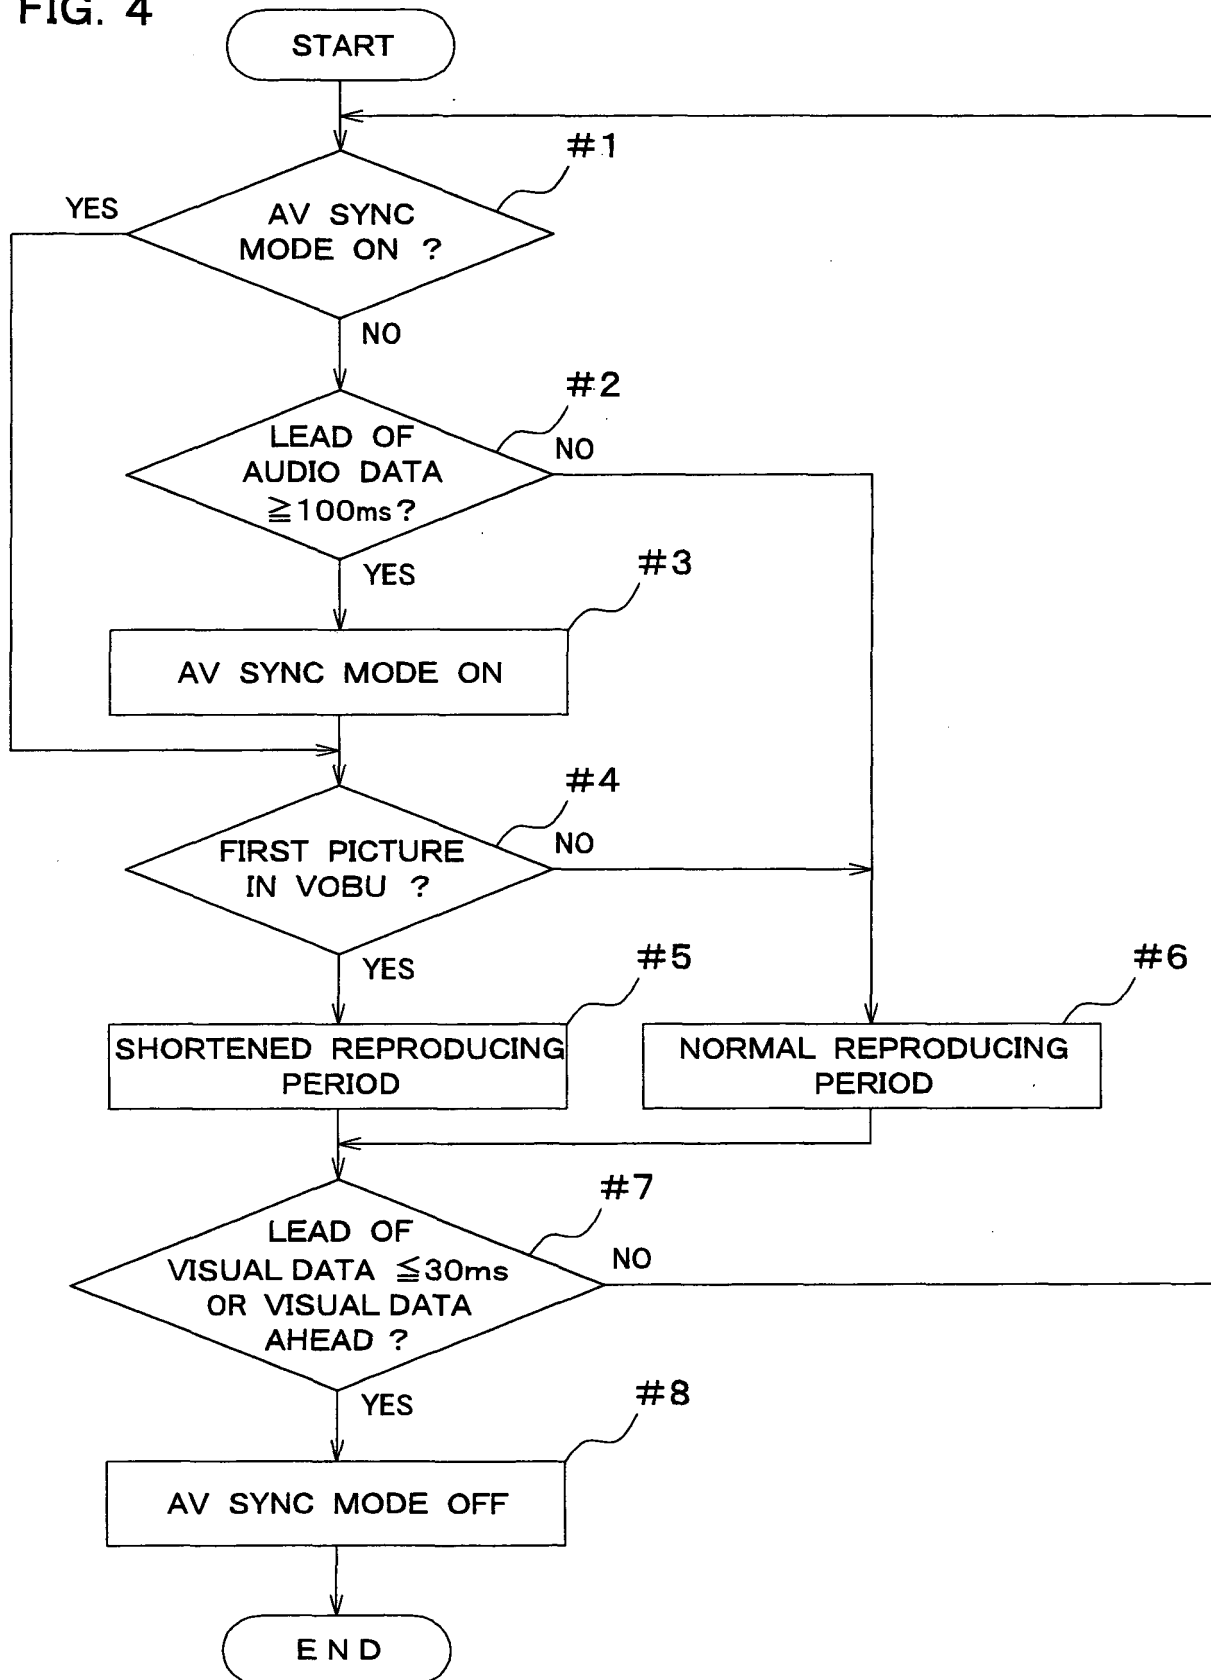 FIG. 4
START
#1
YES
AV SYNC
MODE ON ?
NO
#2
LEAD OF
AUDIO DATA
≧100ms?
NO
YES
#3
AV SYNC MODE ON
#4
FIRST PICTURE
IN VOBU ?
NO
YES
#5
#6
SHORTENED REPRODUCING
PERIOD
NORMAL REPRODUCING
PERIOD
#7
LEAD OF
VISUAL DATA ≦30ms
OR VISUAL DATA
AHEAD ?
NO
YES
#8
AV SYNC MODE OFF
END